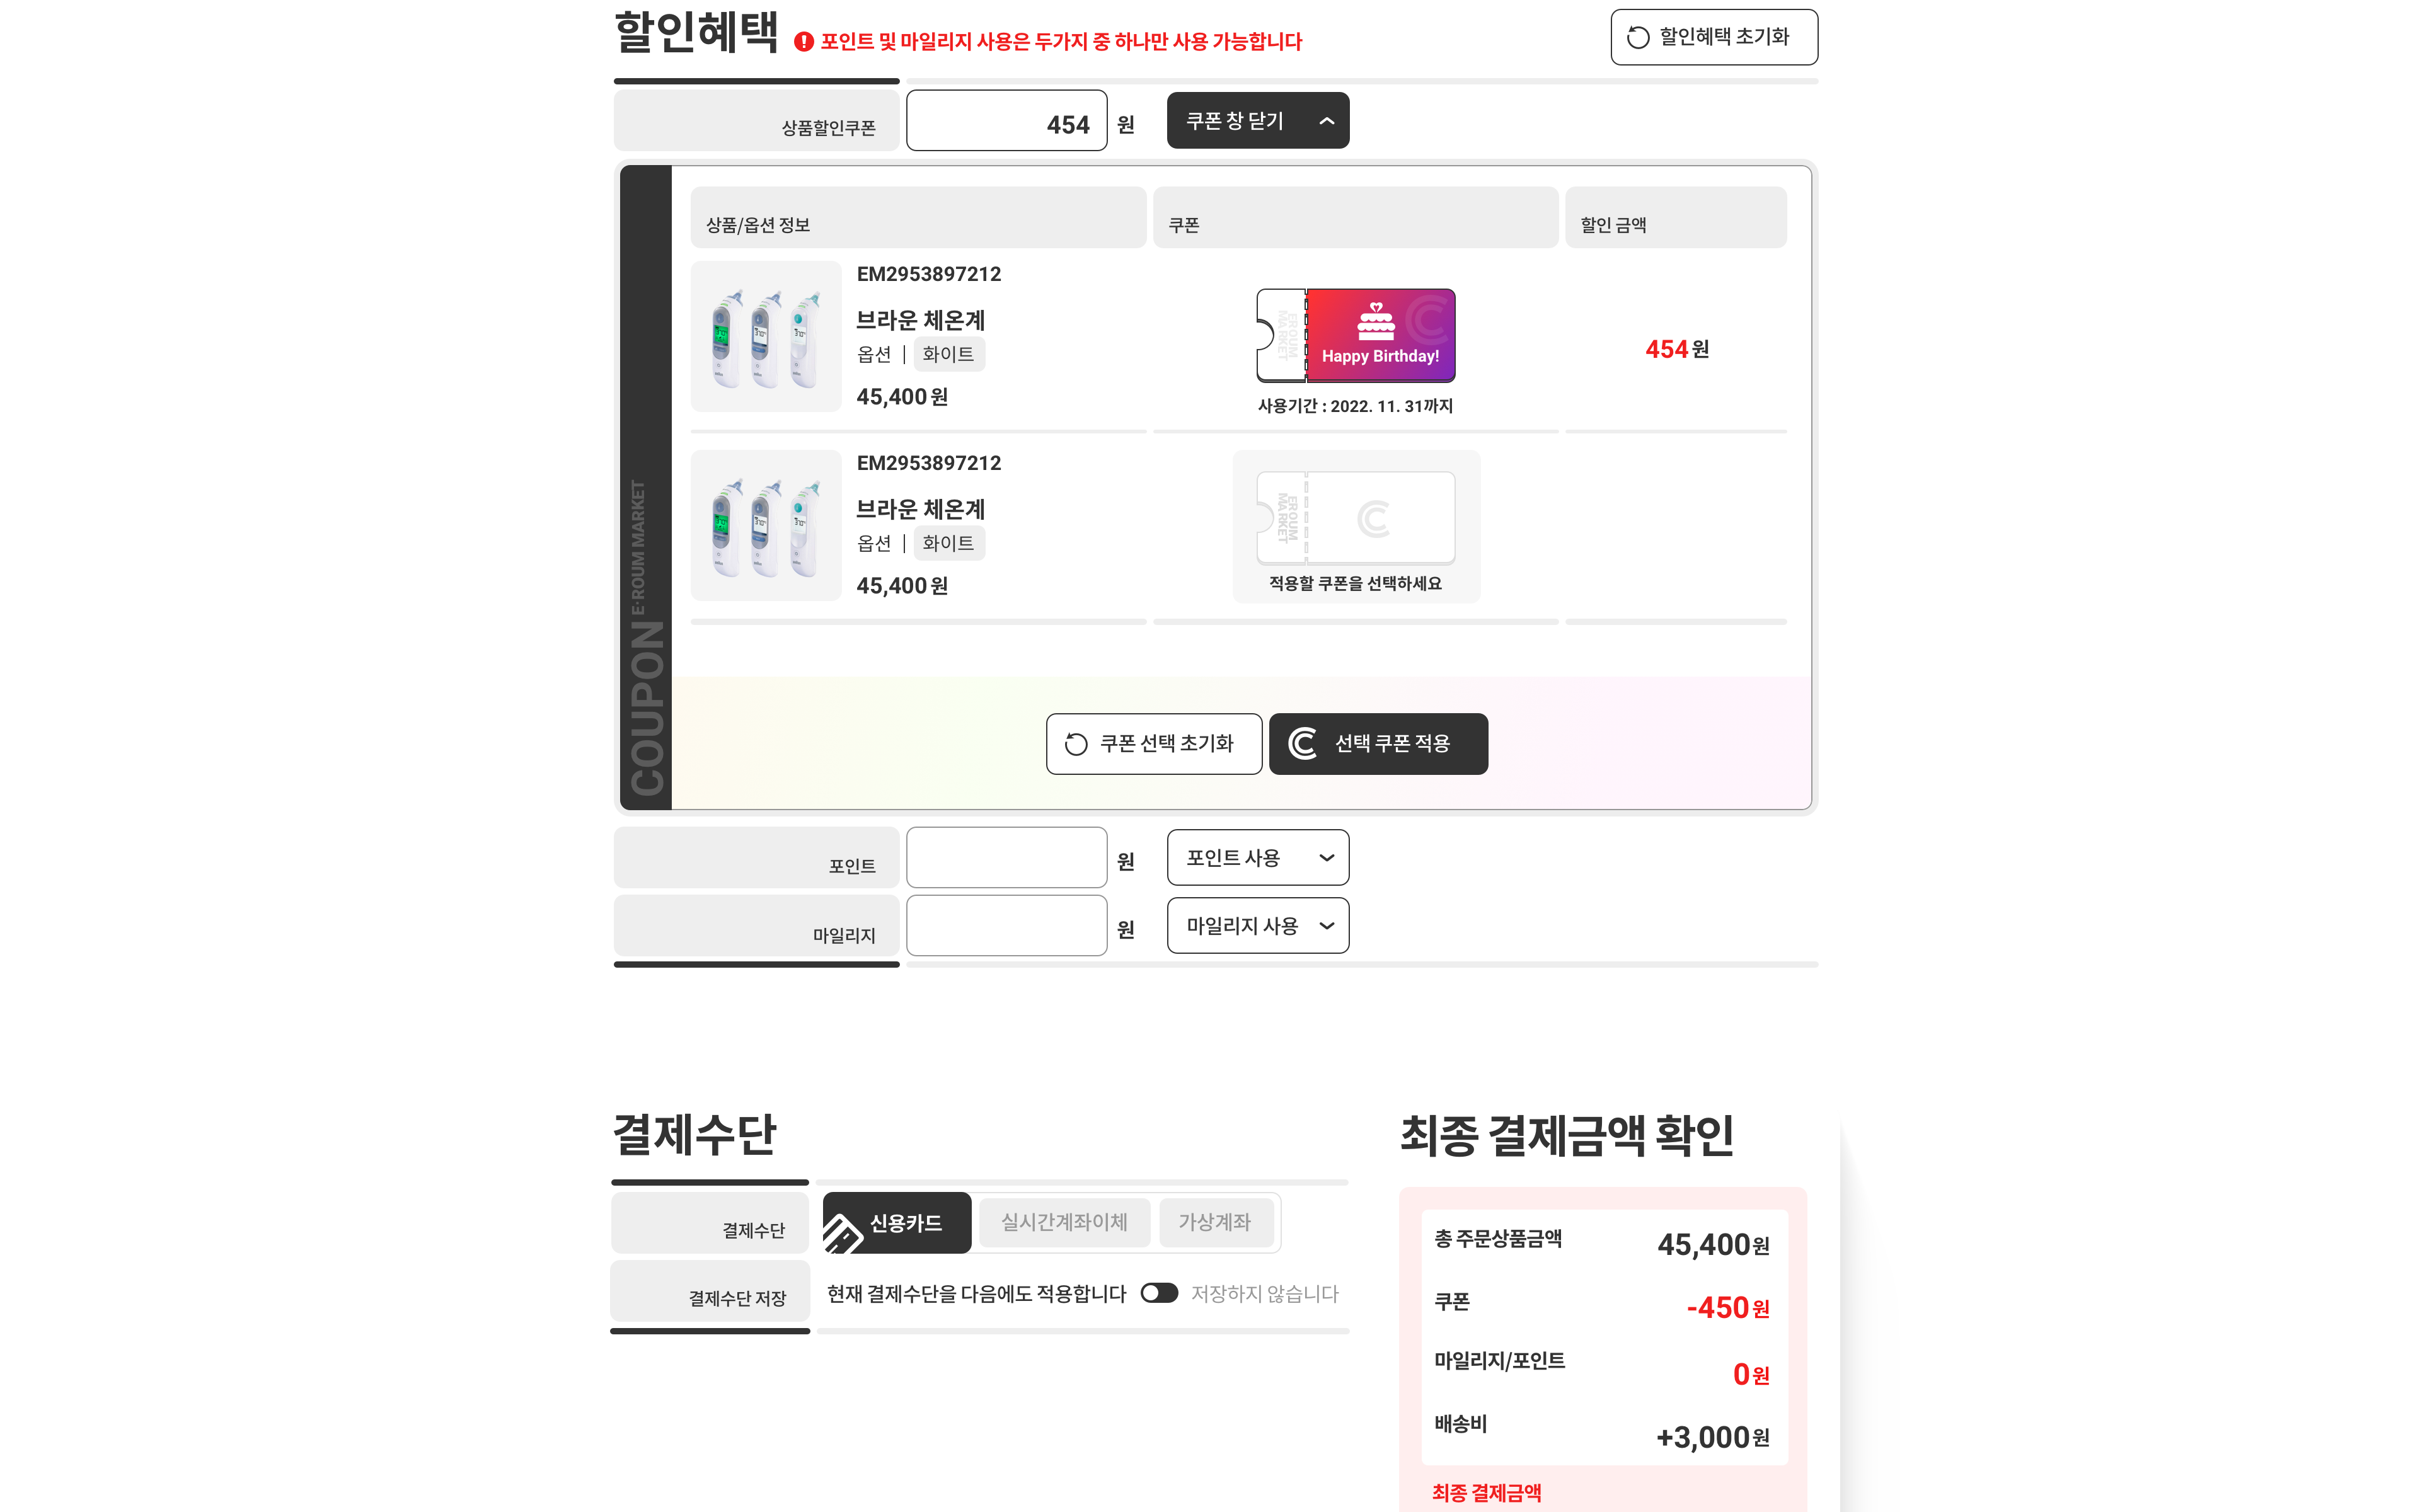 할인혜택
포인트 및 마일리지 사용은 두가지 중 하나만 사용 가능합니다
할인혜택 초기화
상품할인쿠폰
454 원
쿠폰 창 닫기
COUPON E·ROUM MARKET
상품/옵션 정보
쿠폰
할인 금액
EM2953897212
브라운 체온계
옵션 | 화이트
45,400원
EROUM
MARKET
Happy Birthday!
사용기간 : 2022. 11. 31까지
454원
EM2953897212
브라운 체온계
옵션 | 화이트
45,400원
EROUM
MARKET
적용할 쿠폰을 선택하세요
쿠폰 선택 초기화
선택 쿠폰 적용
포인트
원
포인트 사용
마일리지
원
마일리지 사용
결제수단
결제수단
신용카드
실시간계좌이체
가상계좌
결제수단 저장
현재 결제수단을 다음에도 적용합니다
저장하지 않습니다
최종 결제금액 확인
총 주문상품금액
45,400원
쿠폰
-450원
마일리지/포인트
0원
배송비
+3,000원
최종 결제금액